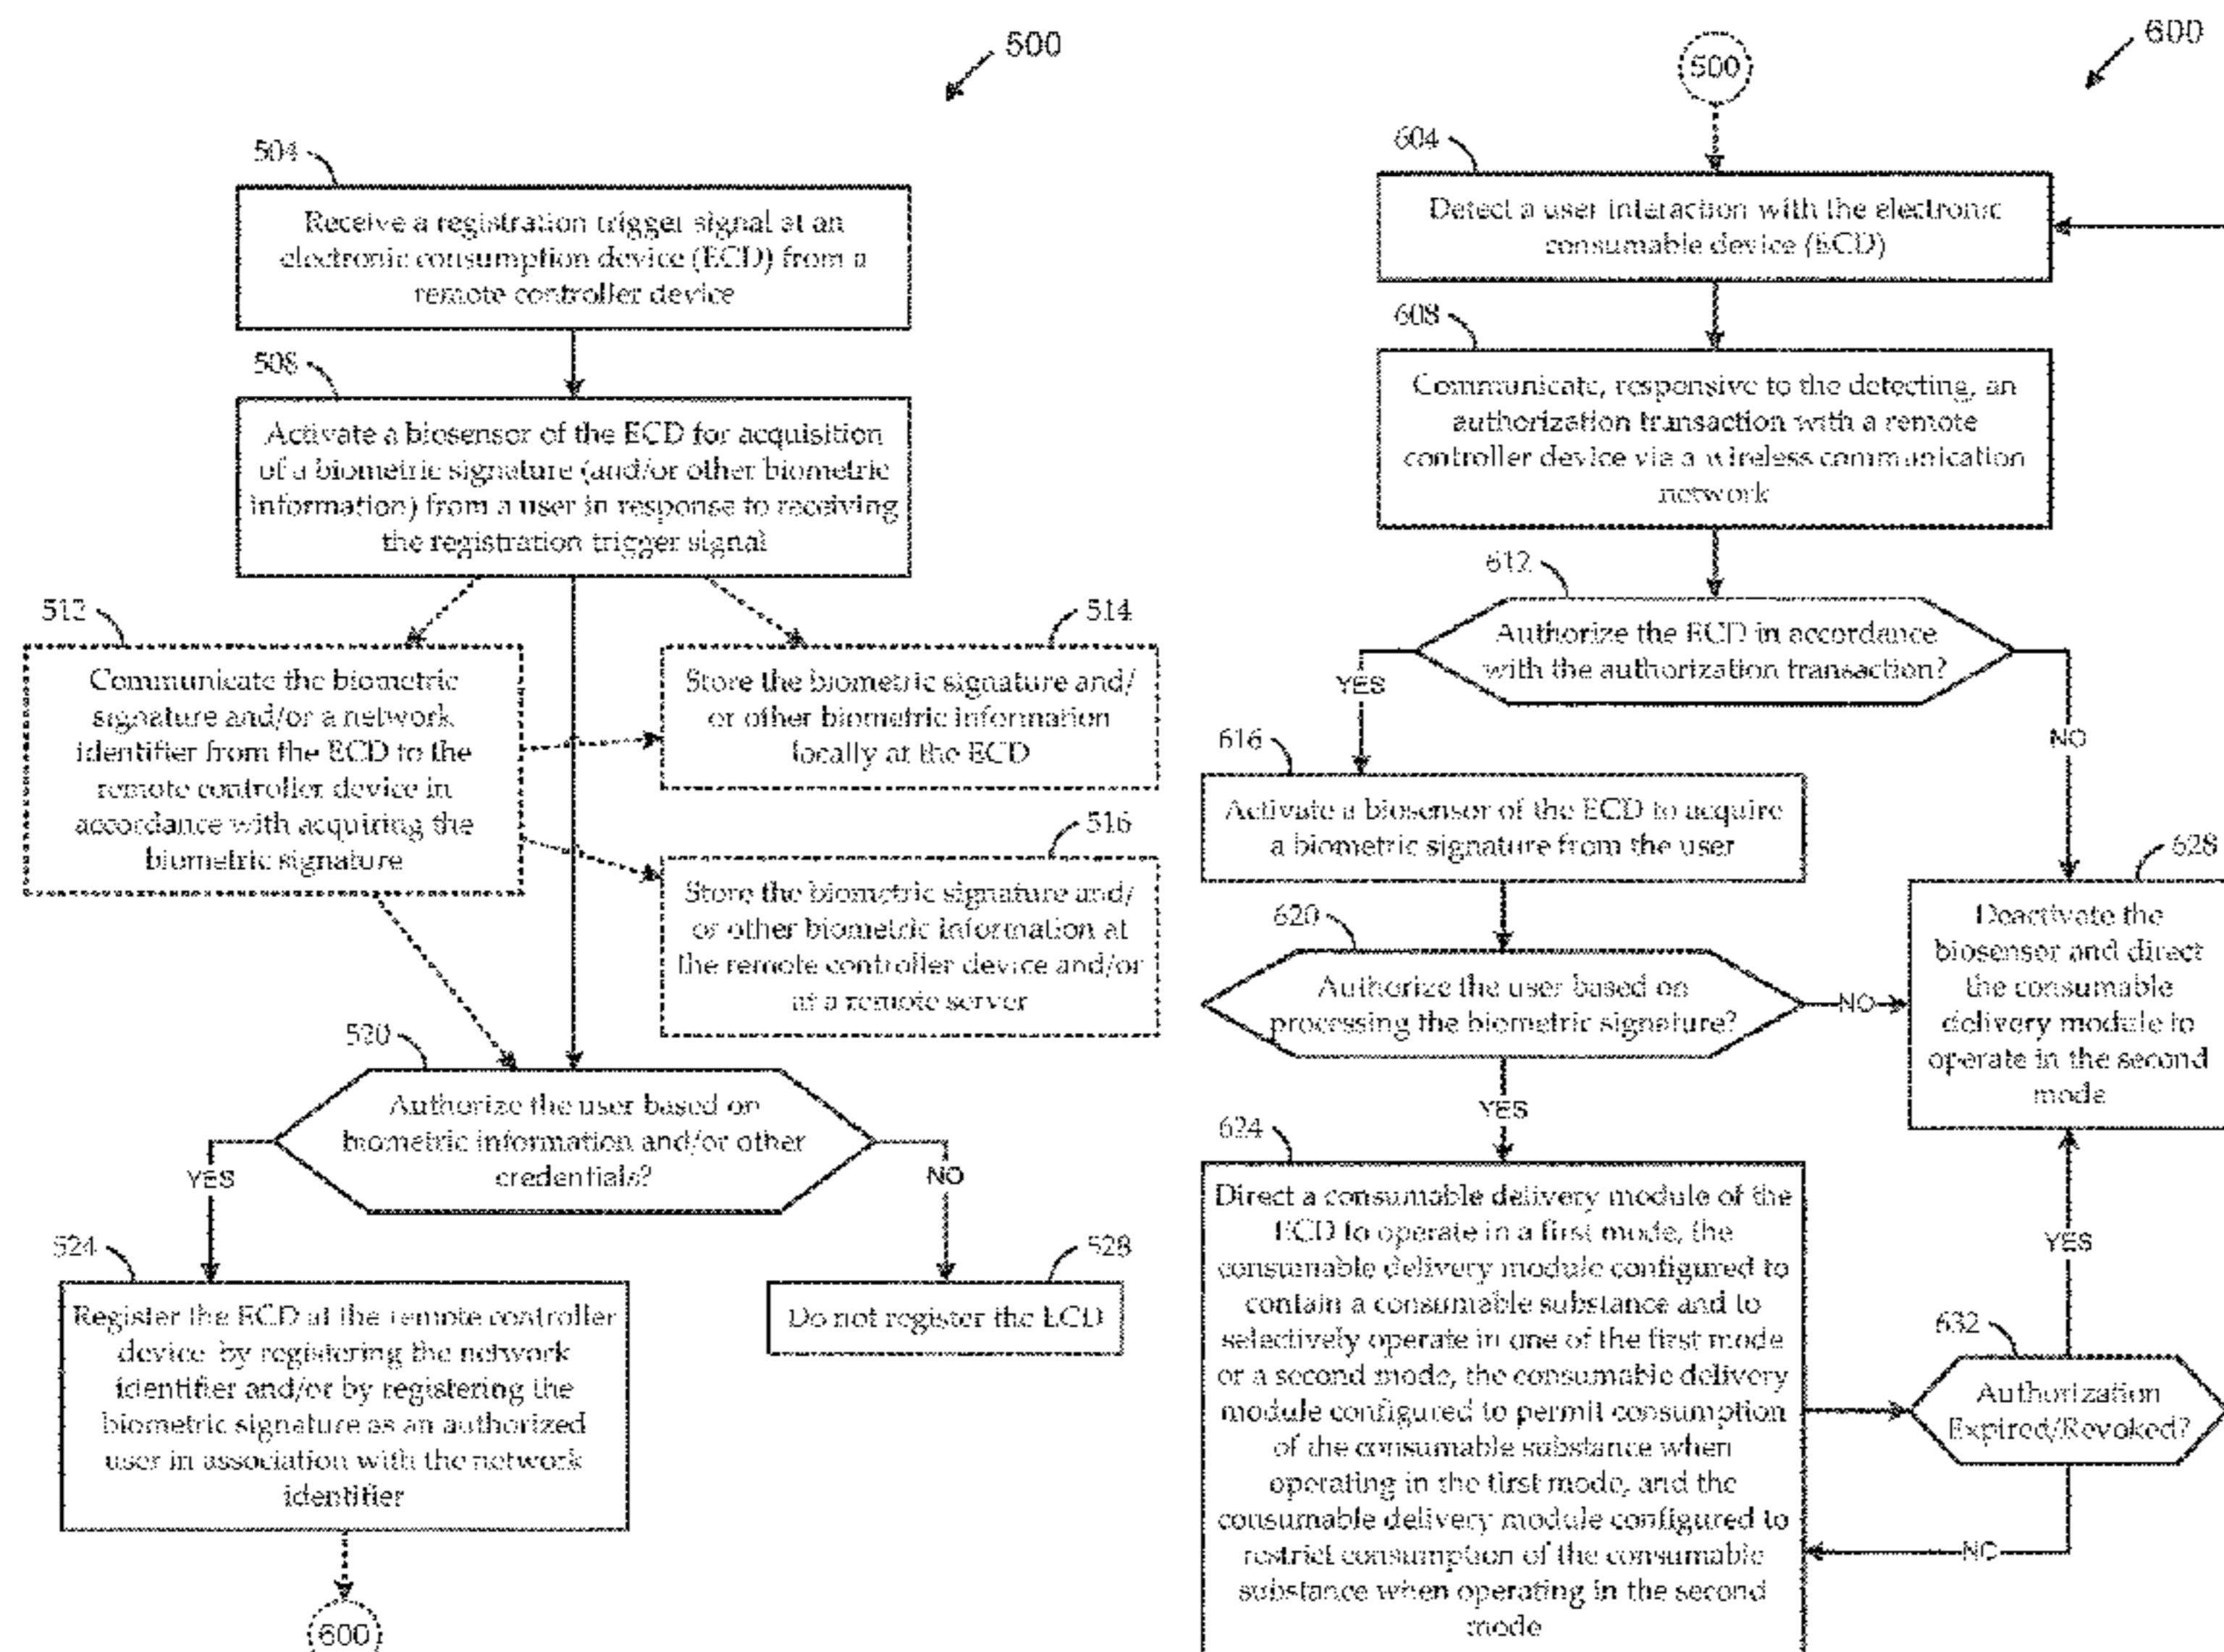 500
504
Receive a registration trigger signal at an
electronic consumption device (ECD) from a
remote controller device
508
Activate a biosensor of the ECD for acquisition
of a biometric signature (and/or other biometric
information) from a user in response to receiving
the registration trigger signal
512
Communicate the biometric
signature and/or a network
identifier from the ECD to the
remote controller device in
accordance with acquiring the
biometric signature
514
Store the biometric signature and/
or other biometric information
locally at the ECD
516
Store the biometric signature and/
or other biometric information at
the remote controller device and/or
at a remote server
520
Authorize the user based on
biometric information and/or other
credentials?
YES
NO
524
Register the ECD at the remote controller
device by registering the network
identifier and/or by registering the
biometric signature as an authorized
user in association with the network
identifier
528
Do not register the ECD
600
600
500
604
Detect a user interaction with the electronic
consumable device (ECD)
608
Communicate, responsive to the detecting, an
authorization transaction with a remote
controller device via a wireless communication
network
612
Authorize the ECD in accordance
with the authorization transaction?
YES
NO
616
Activate a biosensor of the ECD to acquire
a biometric signature from the user
620
Authorize the user based on
processing the biometric signature?
NO
YES
628
Deactivate the
biosensor and direct
the consumable
delivery module to
operate in the second
mode
624
Direct a consumable delivery module of the
ECD to operate in a first mode, the
consumable delivery module configured to
contain a consumable substance and to
selectively operate in one of the first mode
or a second mode, the consumable delivery
module configured to permit consumption
of the consumable substance when
operating in the first mode, and the
consumable delivery module configured to
restrict consumption of the consumable
substance when operating in the second
mode
YES
632
Authorization
Expired/Revoked?
NO